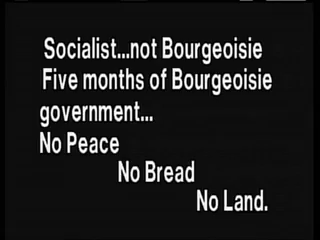 Socialist...not Bourgeoisie
Five months of Bourgeoisie
government...
No Peace
No Bread
No Land.